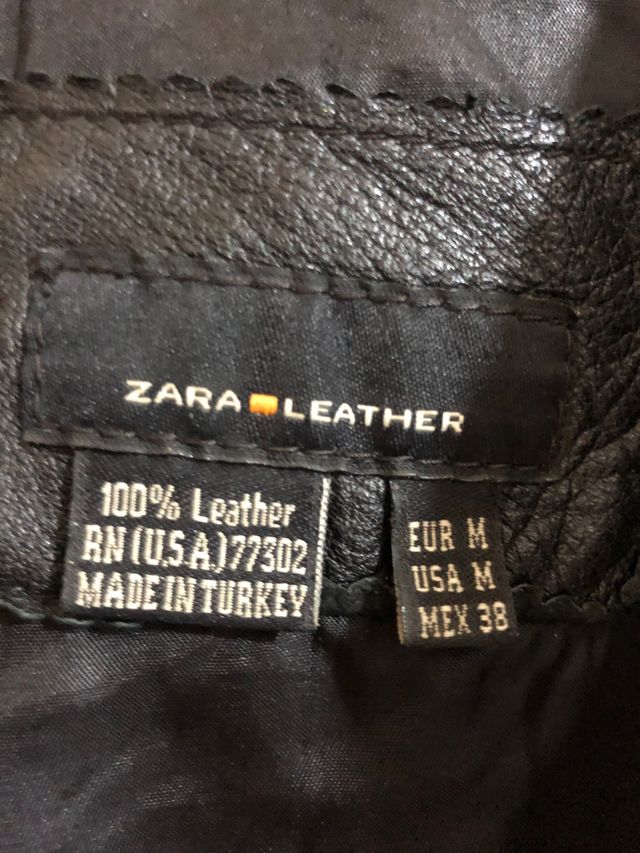 ZARA LEATHER
100% Leather
RN (U.S.A.) 77302
MADE IN TURKEY
EUR M
USA M
MEX 38